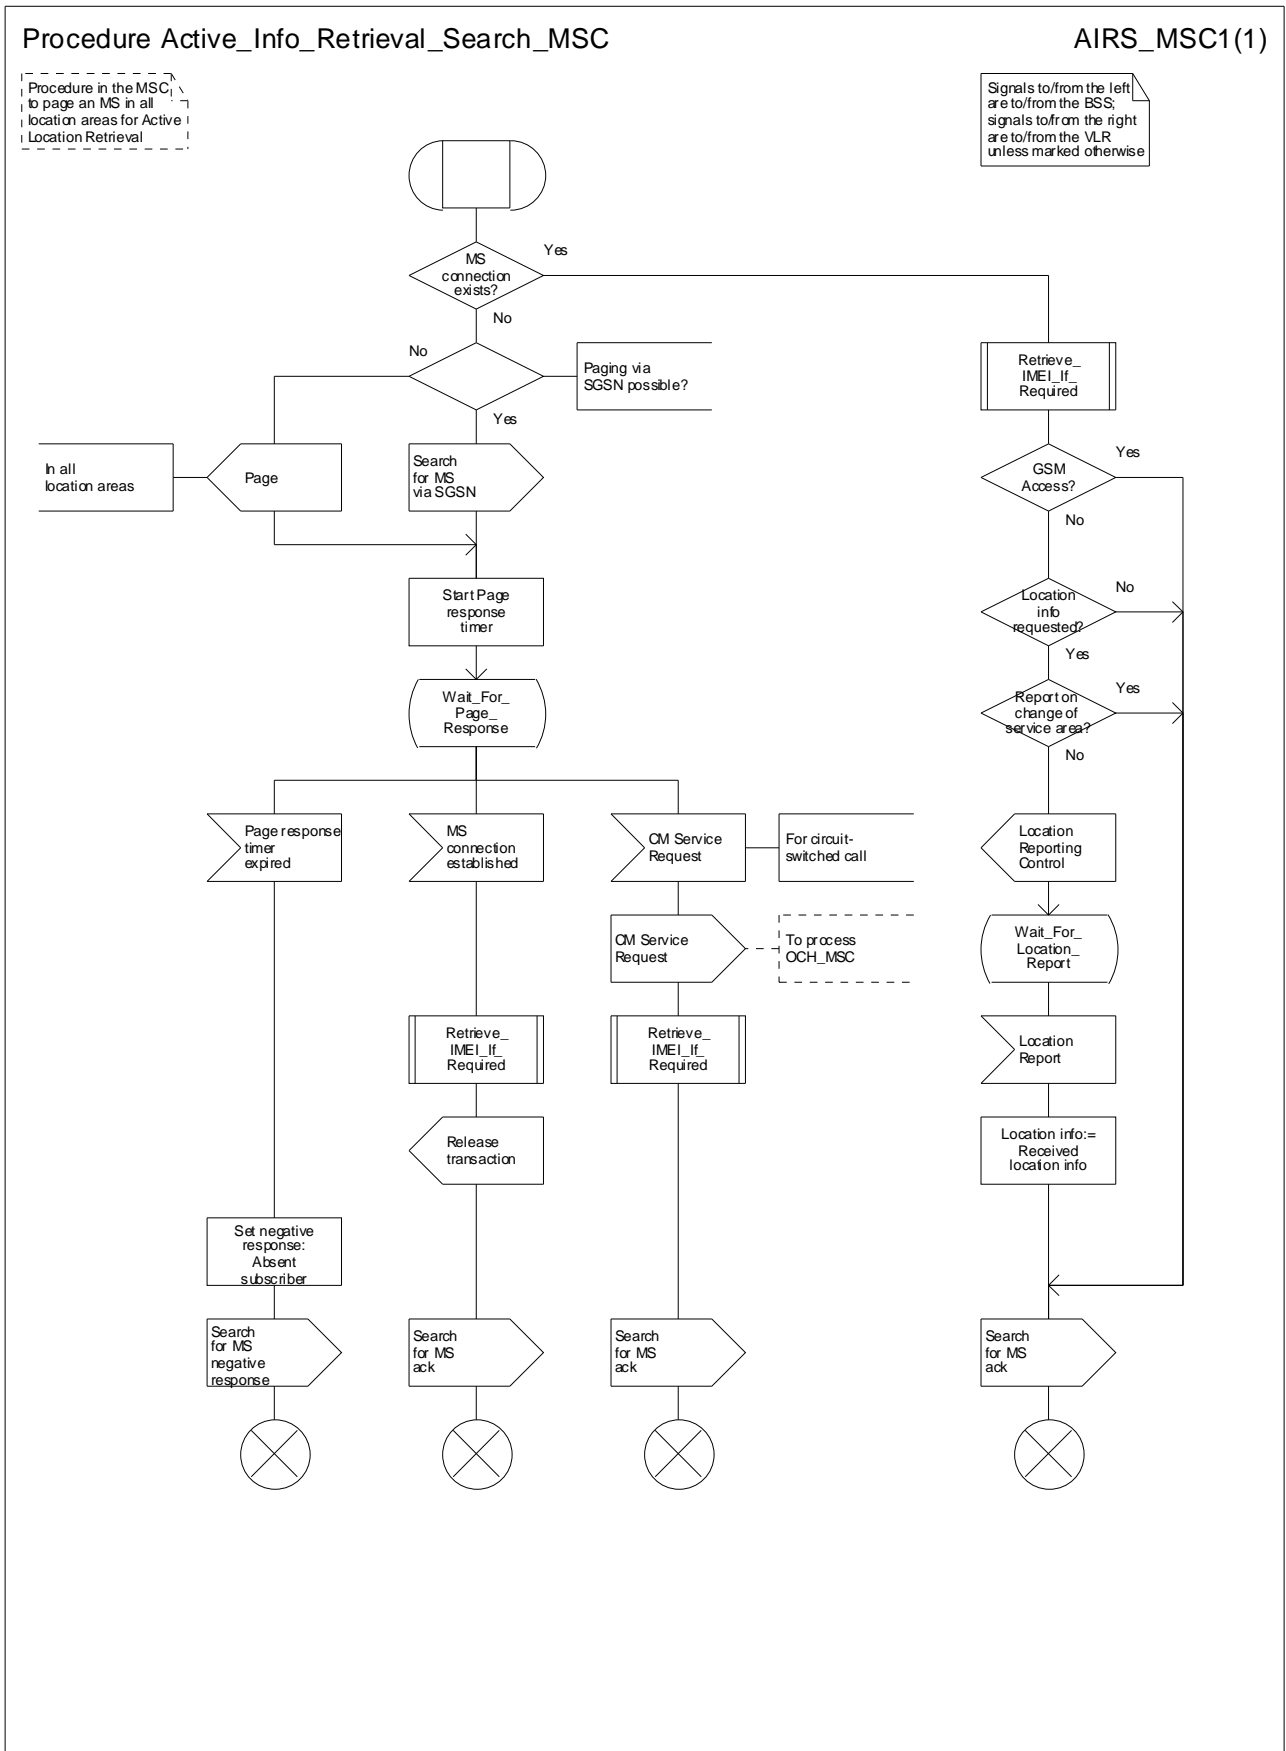 Procedure Active_Info_Retrieval_Search_MSC
AIRS_MSC1(1)
Procedure in the MSC
to page an MS in all
location areas for Active
Location Retrieval
Signals to/from the left
are to/from the BSS;
signals to/from the right
are to/from the VLR
unless marked otherwise
MS
connection
exists?
Yes
No
No
Paging via
SGSN possible?
Yes
Retrieve_
IMEI_If_
Required
In all
location areas
Page
Search
for MS
via SGSN
GSM
Access?
Yes
No
Start Page
response
timer
Location
info
requested?
No
Yes
Wait_For_
Page_
Response
Report on
change of
service area?
Yes
No
Page response
timer
expired
MS
connection
established
CM Service
Request
For circuit-
switched call
Location
Reporting
Control
CM Service
Request
To process
OCH_MSC
Wait_For_
Location_
Report
Retrieve_
IMEI_If_
Required
Retrieve_
IMEI_If_
Required
Location
Report
Release
transaction
Location info:=
Received
location info
Set negative
response:
Absent
subscriber
Search
for MS
negative
response
Search
for MS
ack
Search
for MS
ack
Search
for MS
ack